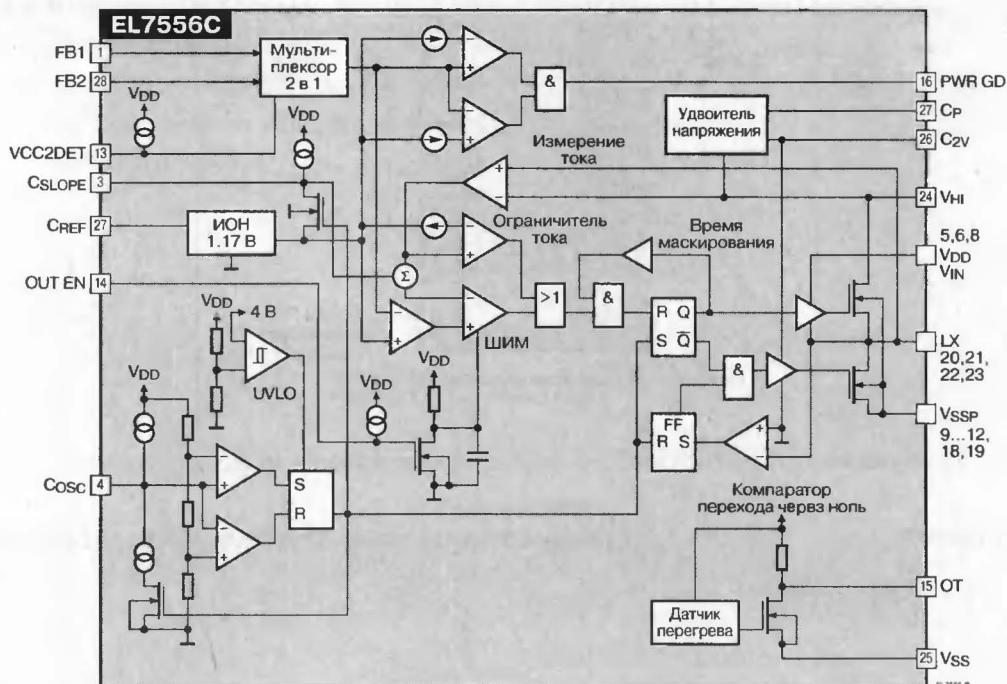 EL7556C
FB1 1
FB2 28
VDD
VCC2DET 13
CSLOPE 3
CREF 27
OUT EN 14
COSC 4
Мульти-
плексор
2 в 1
VDD
ИОН
1.17 В
VDD
4 В
UVLO
VDD
VDD
VDD
S
R
&
Измерение
тока
Ограничитель
тока
Σ
ШИМ
>1
&
Время
маскирования
R Q
S Q
&
FF
R S
Удвоитель
напряжения
Компаратор
перехода червз ноль
Датчик
перегрева
16 PWR GD
27 CP
26 C2V
24 VHI
5,6,8
VDD
VIN
LX
20,21,
22,23
VSSP
9...12,
18,19
15 OT
25 VSS